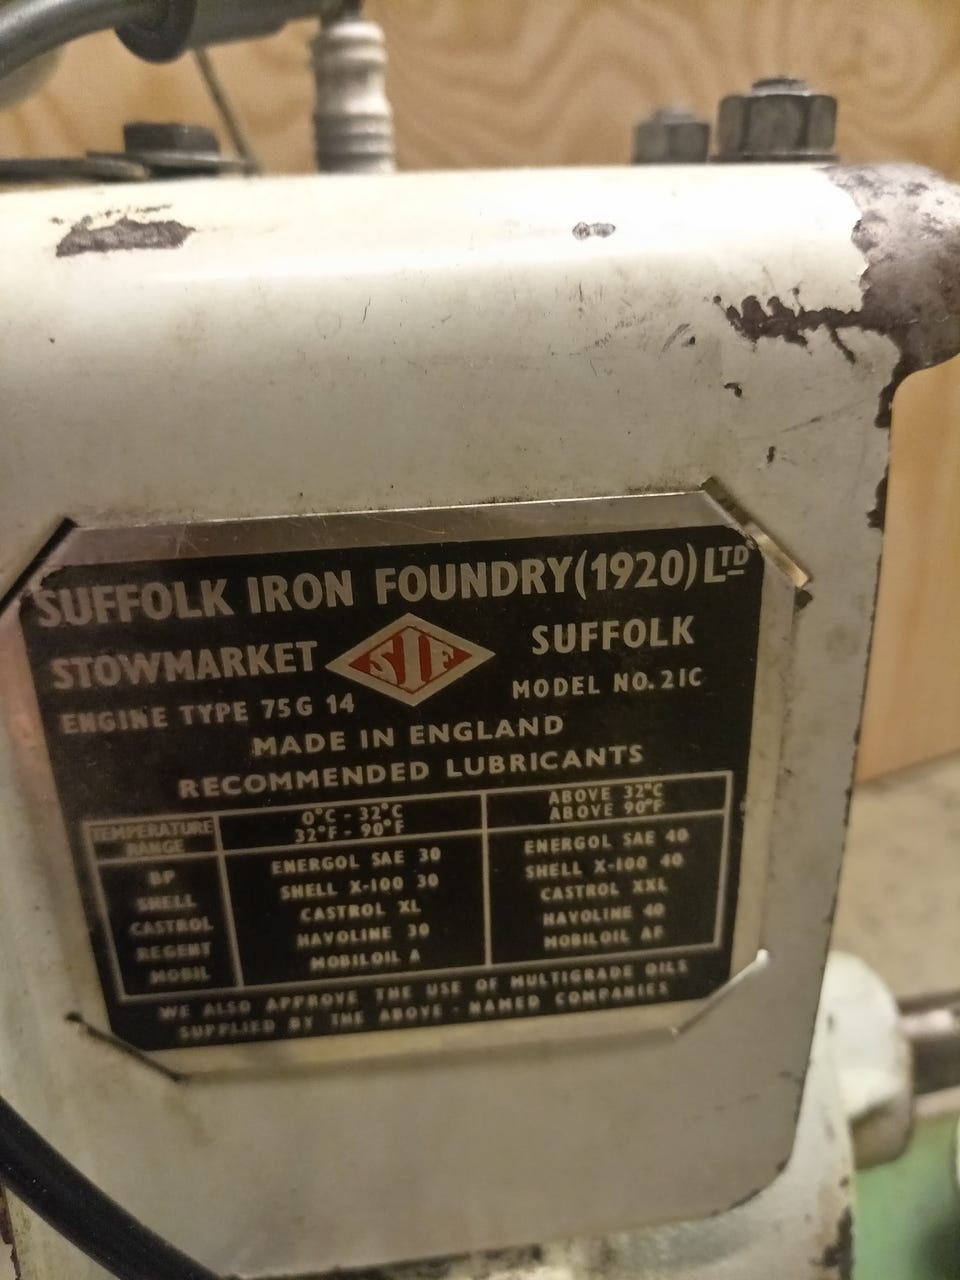 SUFFOLK IRON FOUNDRY (1920) LTD
STOWMARKET SIF SUFFOLK
ENGINE TYPE 75G 14 MODEL NO. 21C
MADE IN ENGLAND
RECOMMENDED LUBRICANTS
TEMPERATURE RANGE 0°C - 32°C 32°F - 90°F ABOVE 32°C ABOVE 90°F
BP ENERGOL SAE 30 ENERGOL SAE 40
SHELL SHELL X-100 30 SHELL X-100 40
CASTROL CASTROL XL CASTROL XXL
REGENT HAVOLINE 30 HAVOLINE 40
MOBIL MOBILOIL A MOBILOIL AF
WE ALSO APPROVE THE USE OF MULTIGRADE OILS
SUPPLIED BY THE ABOVE - NAMED COMPANIES